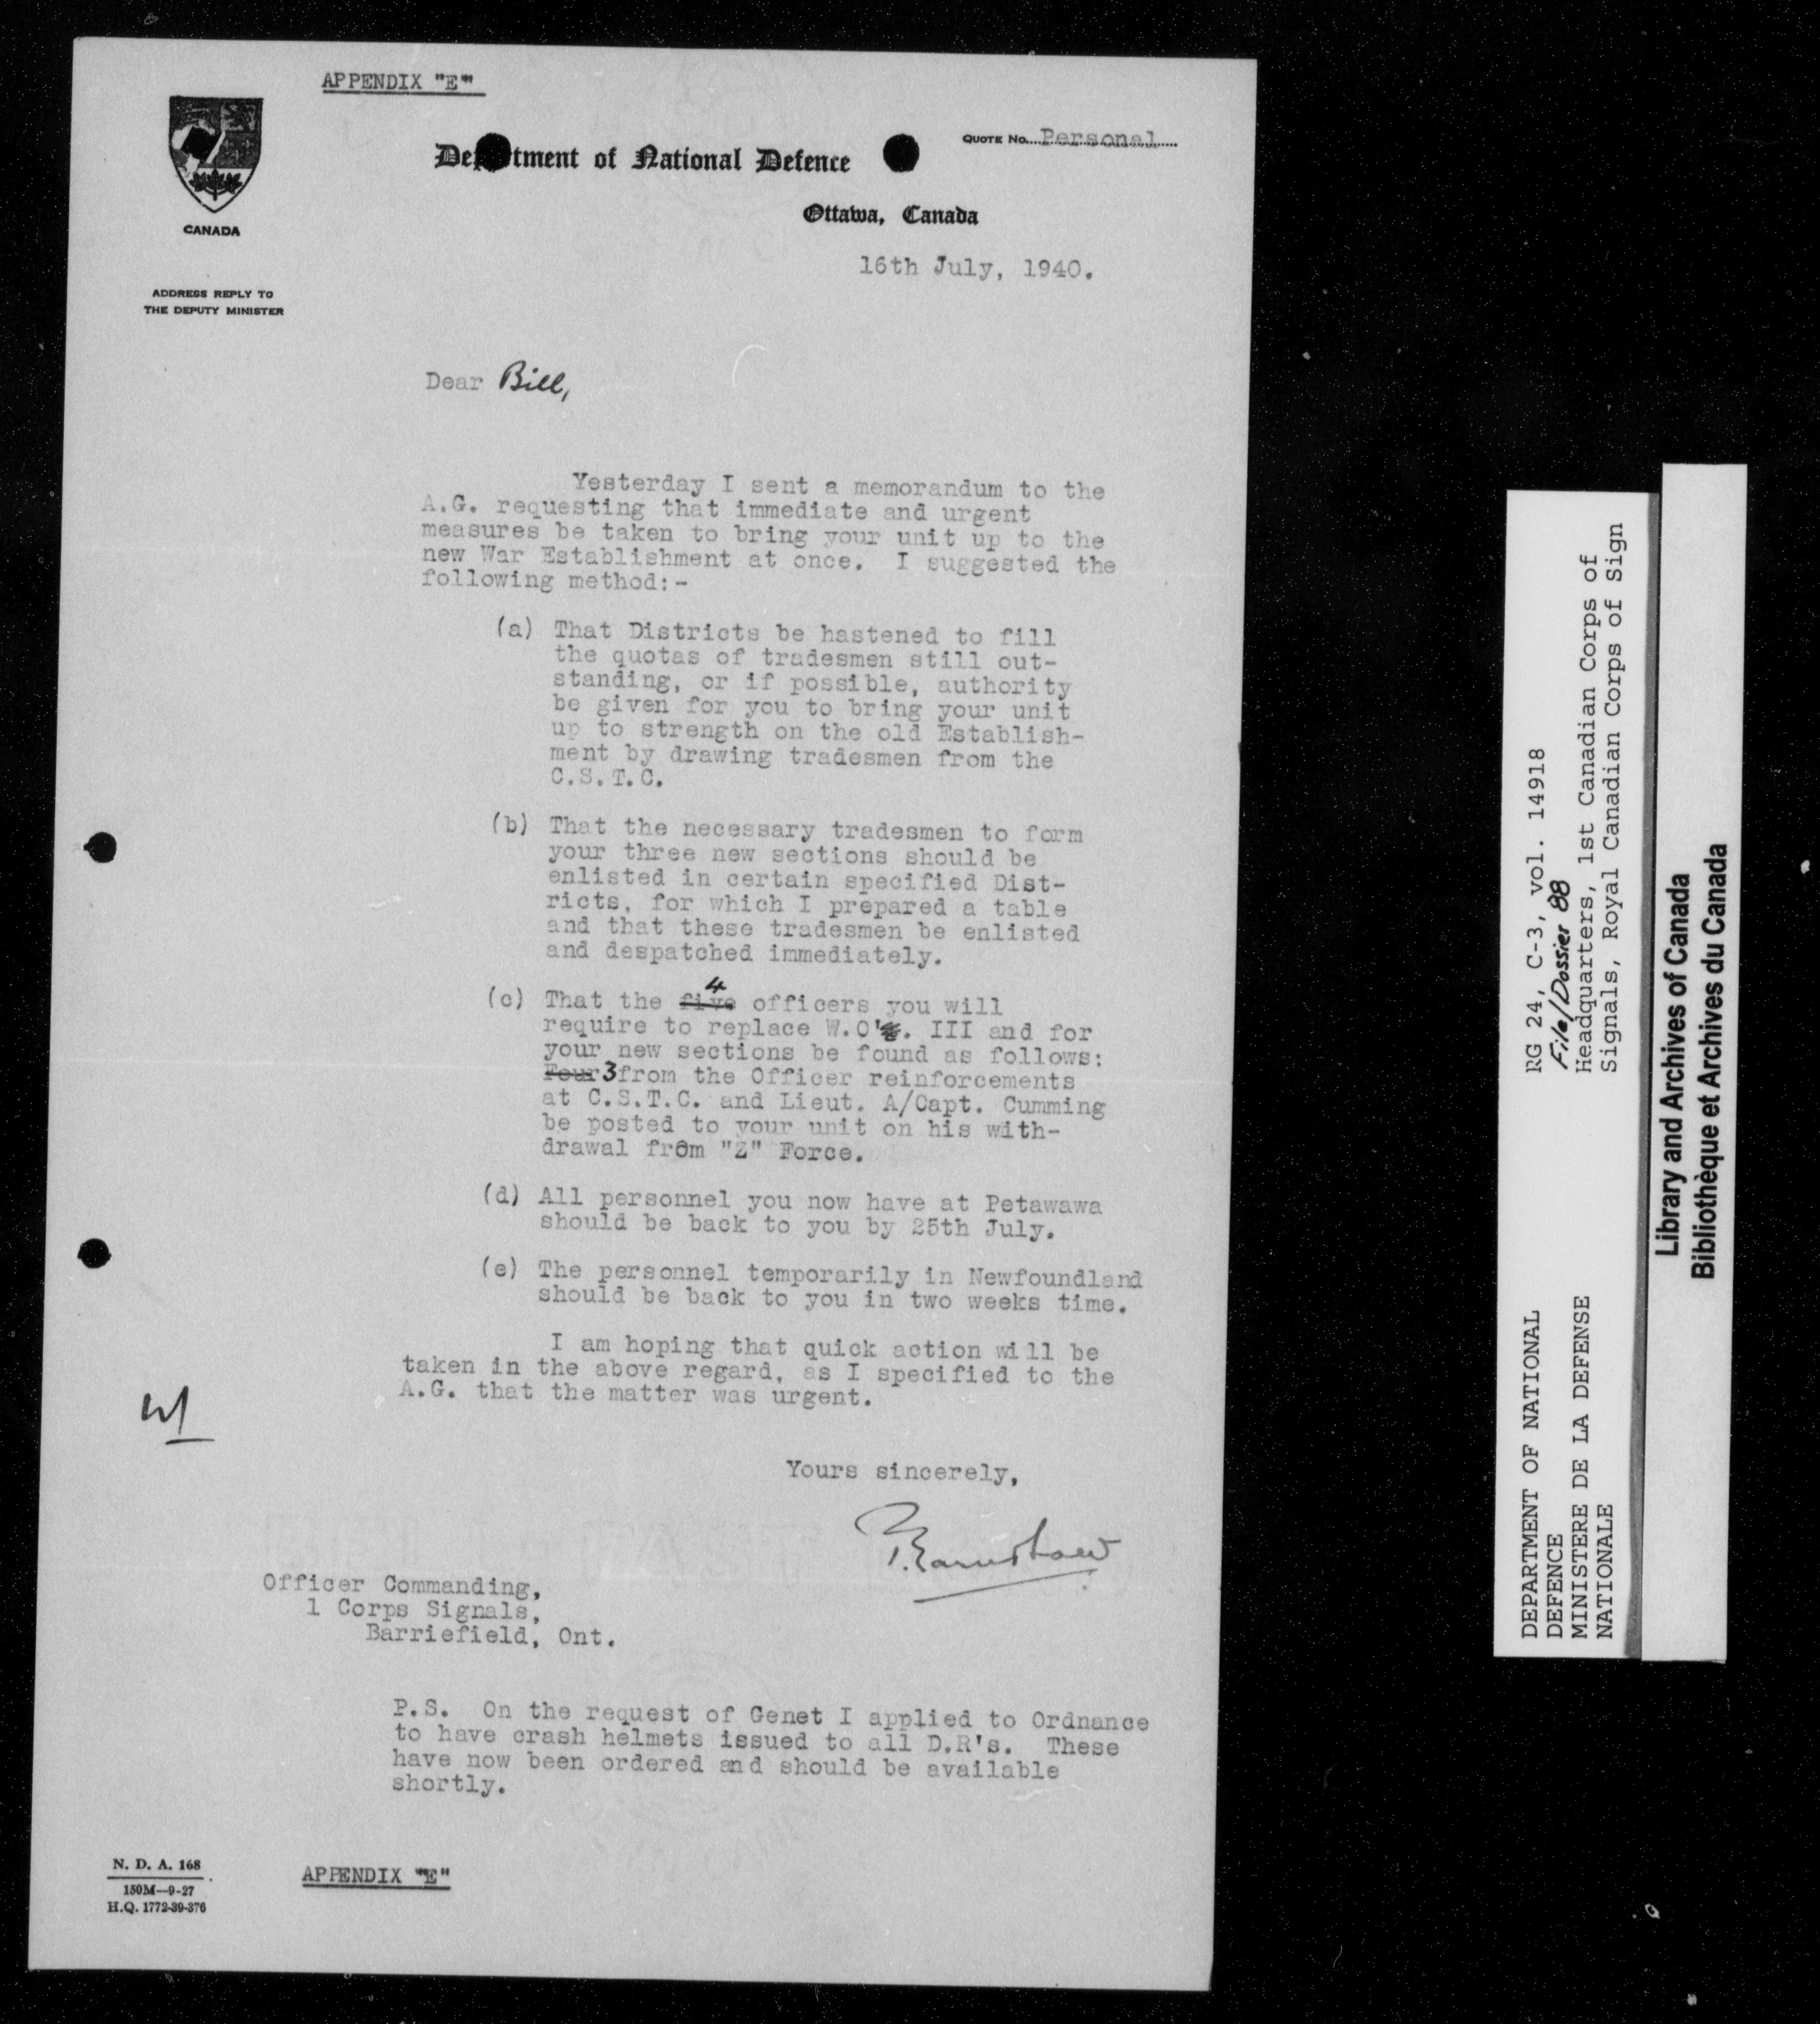 APPENDIX "E"
QUOTE No. Personal
Department of National Defence
Ottawa, Canada
CANADA
16th July, 1940.
ADDRESS REPLY TO
THE DEPUTY MINISTER
Dear Bill,
Yesterday I sent a memorandum to the
A.G. requesting that immediate and urgent
measures be taken to bring your unit up to the
new War Establishment at once. I suggested the
following method:-
(a) That Districts be hastened to fill
the quotas of tradesmen still out-
standing, or if possible, authority
be given for you to bring your unit
up to strength on the old Establish-
ment by drawing tradesmen from the
C.S.T.C.
(b) That the necessary tradesmen to form
your three new sections should be
enlisted in certain specified Dist-
ricts, for which I prepared a table
and that these tradesmen be enlisted
and despatched immediately.
4
(c) That the five officers you will
require to replace W.O's. III and for
your new sections be found as follows:
Four 3 from the Officer reinforcements
at C.S.T.C. and Lieut. A/Capt. Cumming
be posted to your unit on his with-
drawal from "Z" Force.
(d) All personnel you now have at Petawawa
should be back to you by 25th July.
(e) The personnel temporarily in Newfoundland
should be back to you in two weeks time.
I am hoping that quick action will be
taken in the above regard, as I specified to the
A.G. that the matter was urgent.
Yours sincerely,
Officer Commanding,
1 Corps Signals,
Barriefield, Ont.
P.S. On the request of Genet I applied to Ordnance
to have crash helmets issued to all D.R's. These
have now been ordered and should be available
shortly.
N. D. A. 168
150M—9-27
H.Q. 1772-39-376
APPENDIX "E"
DEPARTMENT OF NATIONAL
DEFENCE
MINISTERE DE LA DEFENSE
NATIONALE
RG 24, C-3, vol. 14918
File/Dossier 88
Headquarters, 1st Canadian Corps of
Signals, Royal Canadian Corps of Sign
Library and Archives of Canada
Bibliothèque et Archives du Canada